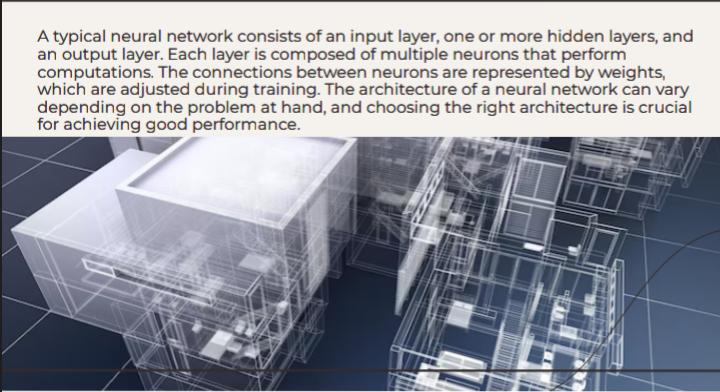 A typical neural network consists of an input layer, one or more hidden layers, and
an output layer. Each layer is composed of multiple neurons that perform
computations. The connections between neurons are represented by weights,
which are adjusted during training. The architecture of a neural network can vary
depending on the problem at hand, and choosing the right architecture is crucial
for achieving good performance.